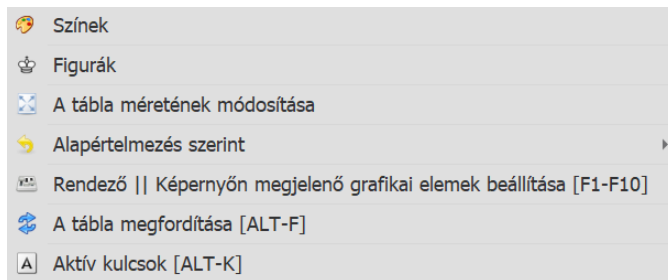 Színek
Figurák
A tábla méretének módosítása
Alapértelmezés szerint
Rendező || Képernyőn megjelenő grafikai elemek beállítása [F1-F10]
A tábla megfordítása [ALT-F]
A Aktív kulcsok [ALT-K]